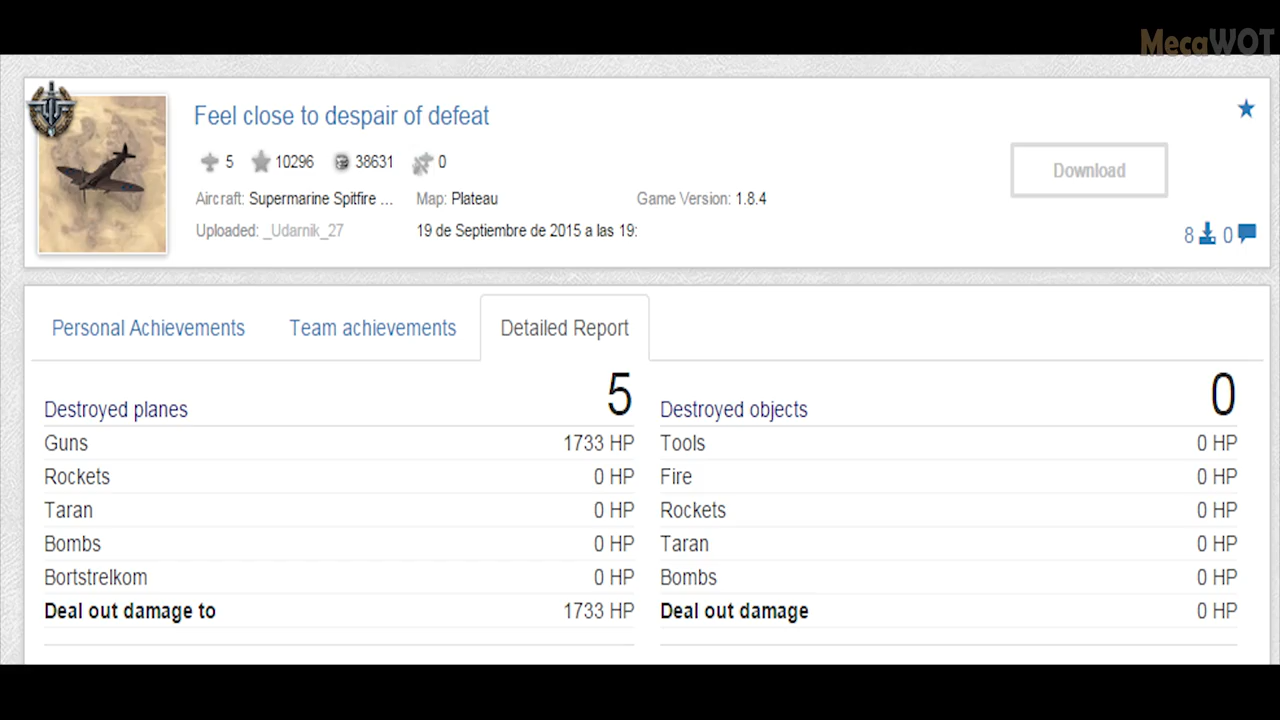 MecaWOT
Feel close to despair of defeat
5 10296 38631 0
Download
Aircraft: Supermarine Spitfire ... Map: Plateau Game Version: 1.8.4
Uploaded: _Udarnik_27 19 de Septiembre de 2015 a las 19:
8 0
Personal Achievements Team achievements Detailed Report
Destroyed planes 5 Destroyed objects 0
Guns 1733 HP Tools 0 HP
Rockets 0 HP Fire 0 HP
Taran 0 HP Rockets 0 HP
Bombs 0 HP Taran 0 HP
Bortstrelkom 0 HP Bombs 0 HP
Deal out damage to 1733 HP Deal out damage 0 HP